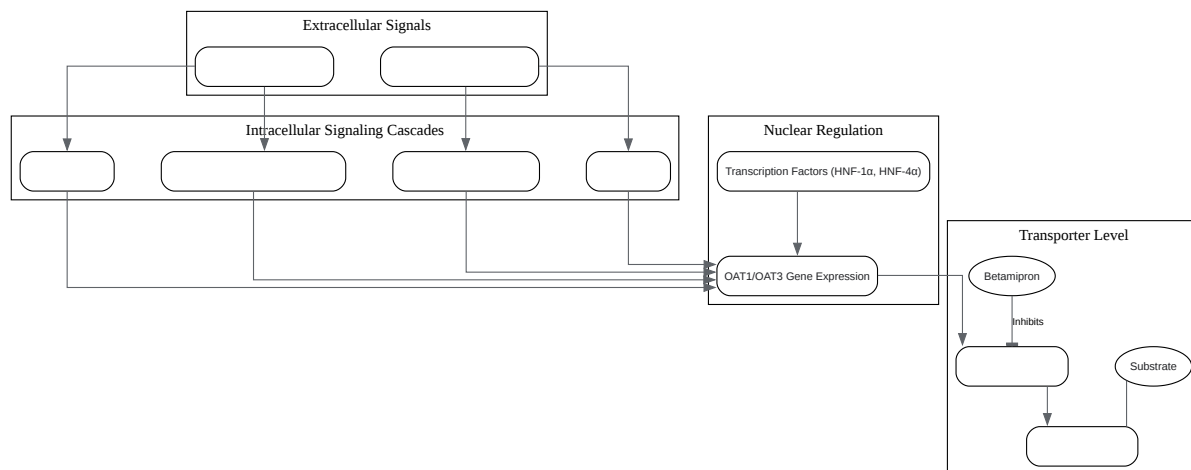 Extracellular Signals
Intracellular Signaling Cascades
Nuclear Regulation
Transcription Factors (HNF-1α, HNF-4α)
OAT1/OAT3 Gene Expression
Transporter Level
Betamipron
Inhibits
Substrate